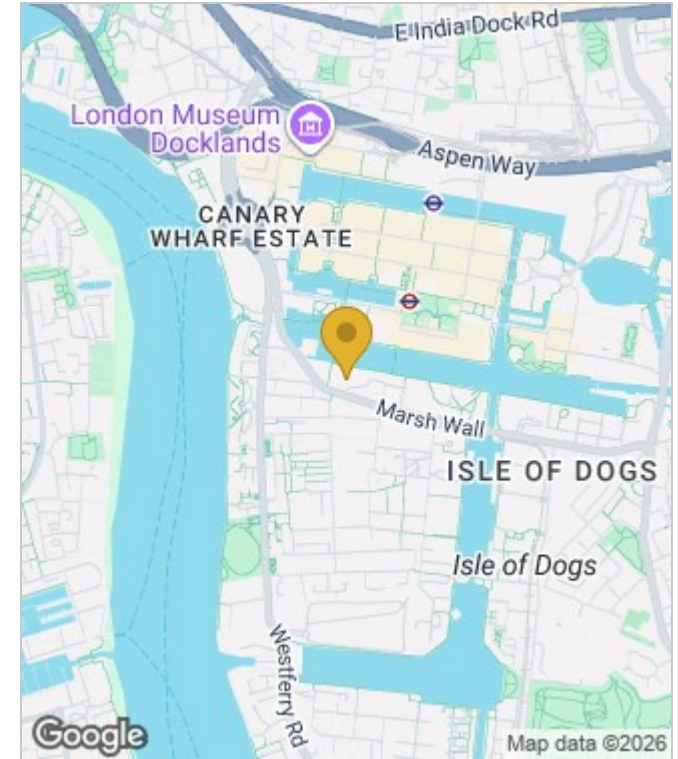 E India Dock Rd
London Museum
Docklands
Aspen Way
CANARY
WHARF ESTATE
Marsh Wall
ISLE OF DOGS
Isle of Dogs
Westferry Rd
Google
Map data ©2026